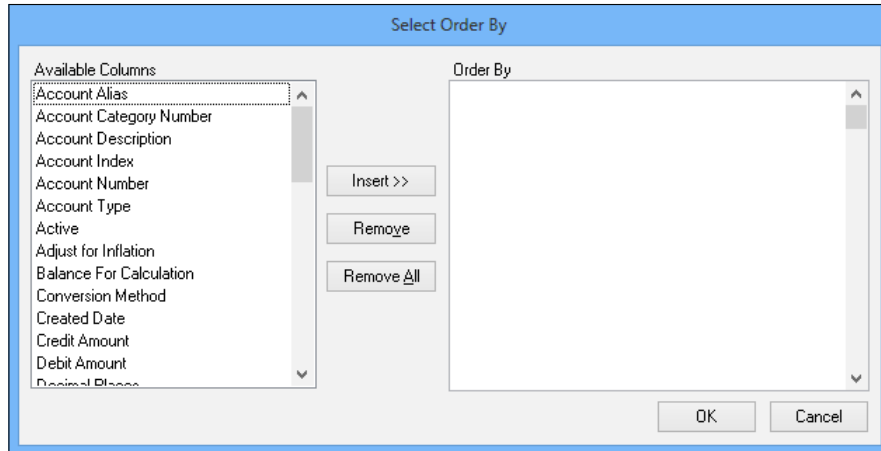 Select Order By
Available Columns
Account Alias
Account Category Number
Account Description
Account Index
Account Number
Account Type
Active
Adjust for Inflation
Balance For Calculation
Conversion Method
Created Date
Credit Amount
Debit Amount
Decimal Places
Insert >>
Remove
Remove All
Order By
OK
Cancel